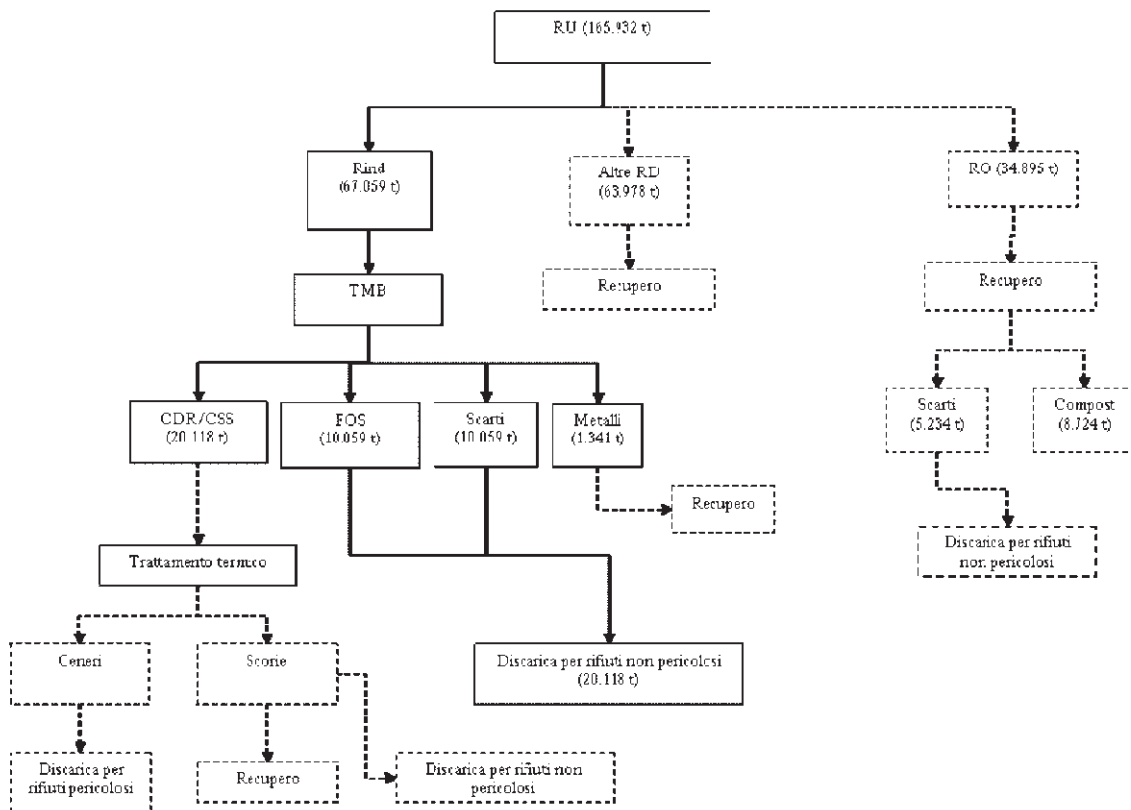 RU (165.932 t)
Rind
(67.059 t)
Altre RD
(63.978 t)
RO (34.895 t)
TMB
Recupero
Recupero
CDR/CSS
(20.118 t)
FOS
(10.059 t)
Scarti
(10.059 t)
Metalli
(1.341 t)
Scarti
(5.234 t)
Compost
(8.724 t)
Recupero
Discarica per rifiuti
non pericolosi
Trattamento termico
Ceneri
Scorie
Discarica per rifiuti non pericolosi
(20.118 t)
Discarica per
rifiuti pericolosi
Recupero
Discarica per rifiuti non
pericolosi